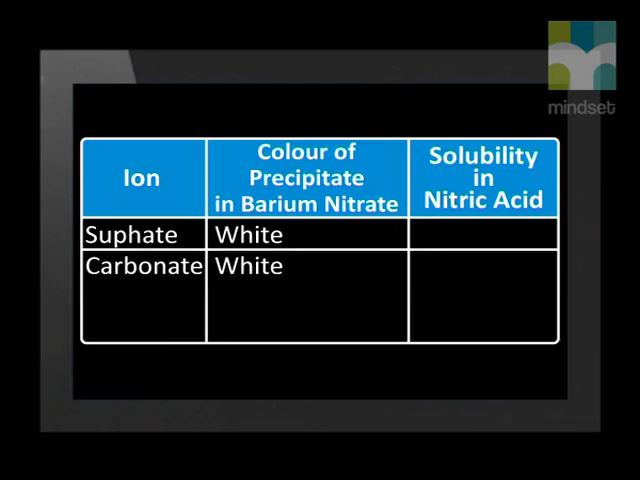 mindset
Ion
Colour of
Precipitate
in Barium Nitrate
Solubility
in
Nitric Acid
Suphate White
Carbonate White